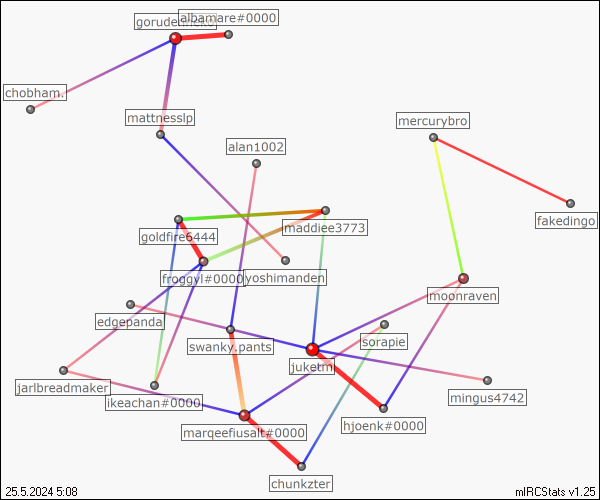 albamare#0000
chobham.
mattnesslp
mercurybro
alan1002
fakedingo
maddiee3773
goldfire6444
froggyl#0000
yoshimanden
moonraven
edgepanda
swanky.pants
sorapie
juketm
jarlbreadmaker
ikeachan#0000
mingus4742
marqeefiusalt#0000
hjoenk#0000
chunkzter
25.5.2024 5:08
mIRCStats v1.25